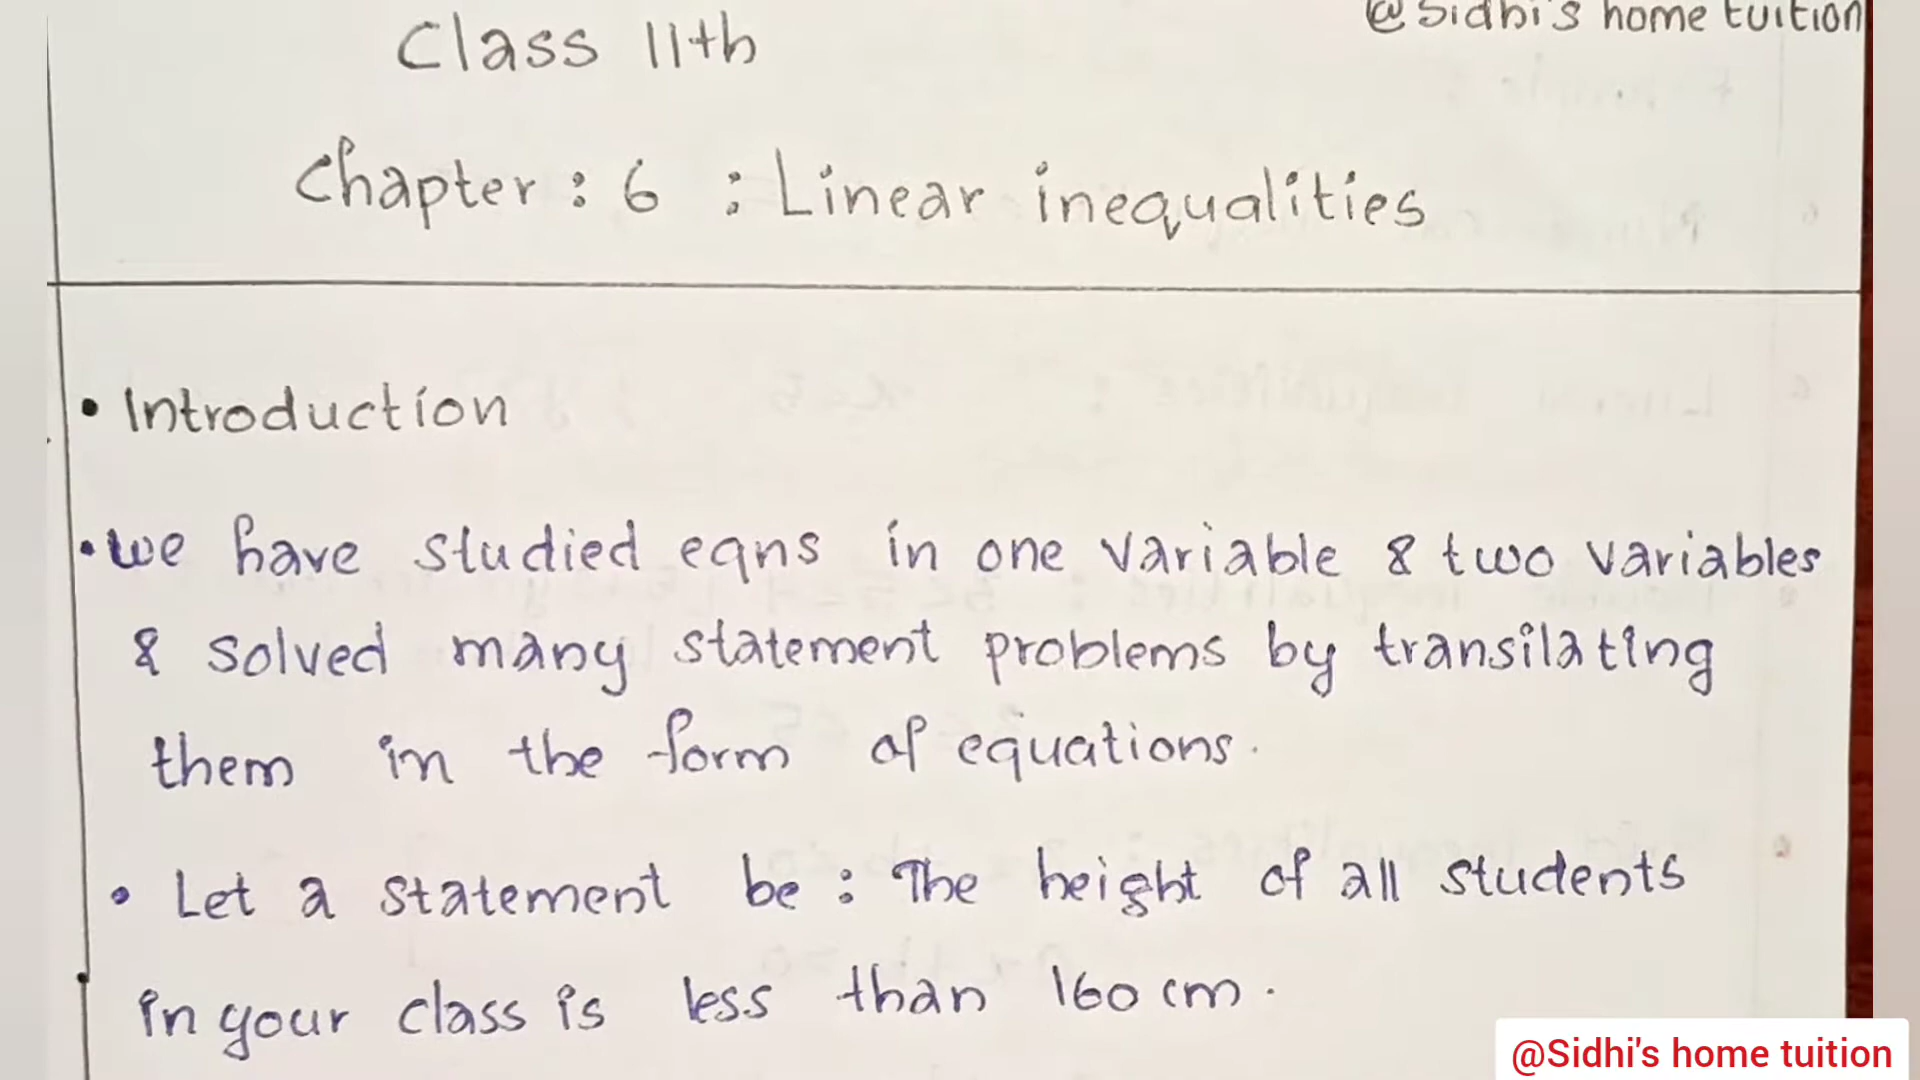 @Sidhi's home tuition
Class 11th
Chapter : 6 : Linear inequalities
• Introduction
• we have studied eqns in one variable & two variables
& solved many statement problems by transilating
them in the form of equations.
• Let a statement be : The height of all students
in your class is less than 160 cm.
@Sidhi's home tuition